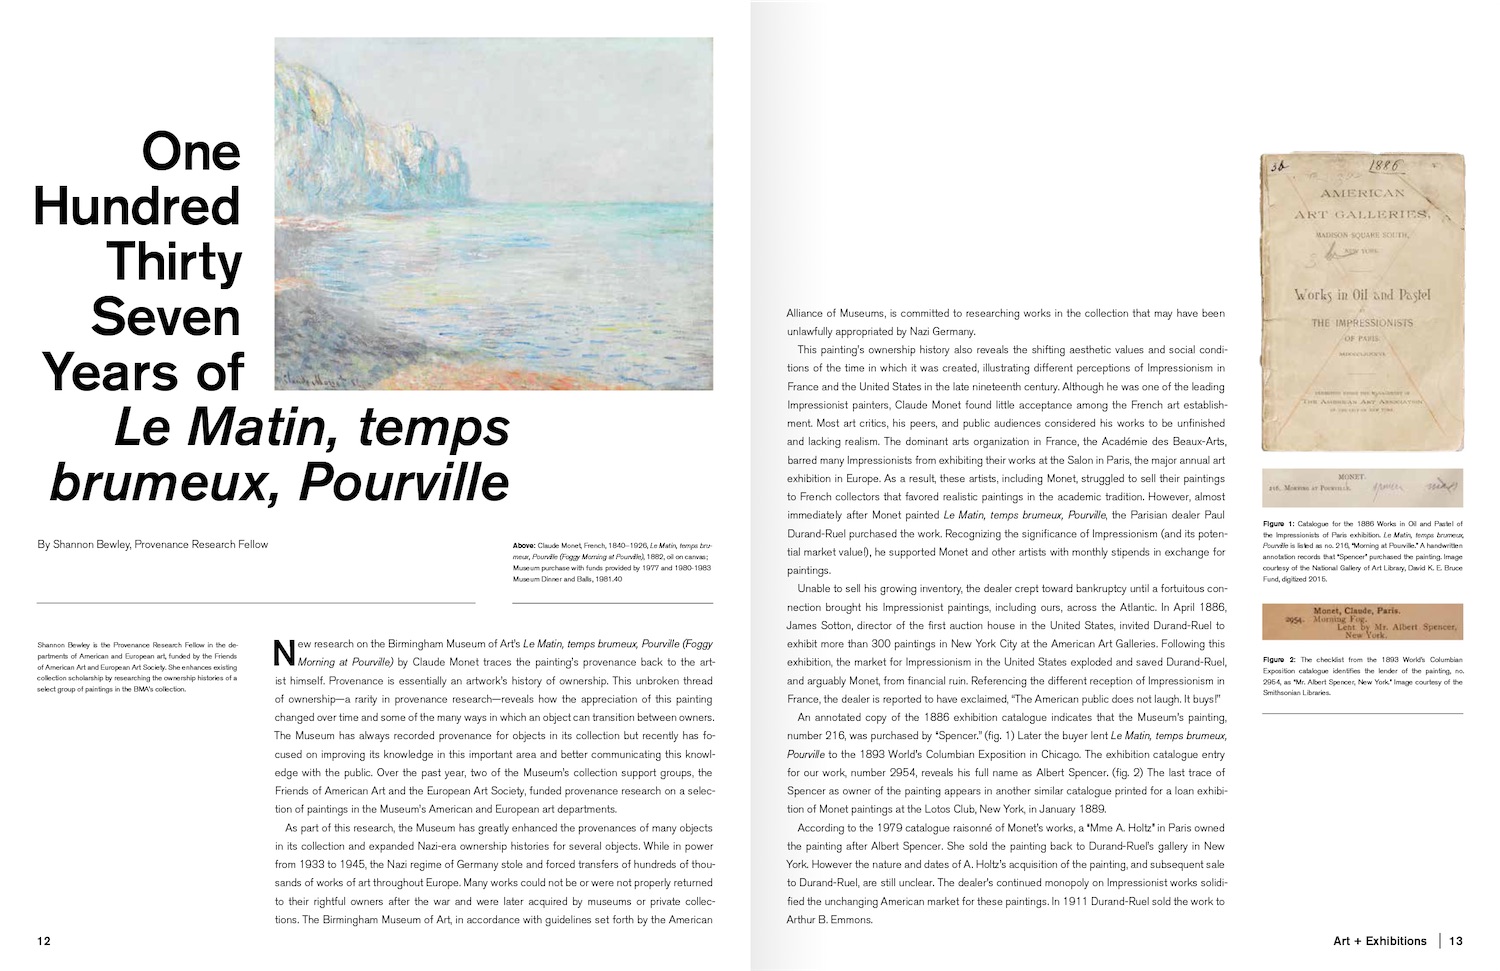 One
Hundred
Thirty
Seven
Years of
Le Matin, temps
brumeux, Pourville
By Shannon Bewley, Provenance Research Fellow
Above: Claude Monet, French, 1840–1926, Le Matin, temps bru-
meux, Pourville (Foggy Morning at Pourville), 1882, oil on canvas;
Museum purchase with funds provided by 1977 and 1980-1983
Museum Dinner and Balls, 1981.40
Shannon Bewley is the Provenance Research Fellow in the de-
partments of American and European art, funded by the Friends
of American Art and European Art Society. She enhances existing
collection scholarship by researching the ownership histories of a
select group of paintings in the BMA's collection.
New research on the Birmingham Museum of Art's Le Matin, temps brumeux, Pourville (Foggy
Morning at Pourville) by Claude Monet traces the painting's provenance back to the art-
ist himself. Provenance is essentially an artwork's history of ownership. This unbroken thread
of ownership—a rarity in provenance research—reveals how the appreciation of this painting
changed over time and some of the many ways in which an object can transition between owners.
The Museum has always recorded provenance for objects in its collection but recently has fo-
cused on improving its knowledge in this important area and better communicating this knowl-
edge with the public. Over the past year, two of the Museum's collection support groups, the
Friends of American Art and the European Art Society, funded provenance research on a selec-
tion of paintings in the Museum's American and European art departments.
As part of this research, the Museum has greatly enhanced the provenances of many objects
in its collection and expanded Nazi-era ownership histories for several objects. While in power
from 1933 to 1945, the Nazi regime of Germany stole and forced transfers of hundreds of thou-
sands of works of art throughout Europe. Many works could not be or were not properly returned
to their rightful owners after the war and were later acquired by museums or private collec-
tions. The Birmingham Museum of Art, in accordance with guidelines set forth by the American
12
Alliance of Museums, is committed to researching works in the collection that may have been
unlawfully appropriated by Nazi Germany.
This painting's ownership history also reveals the shifting aesthetic values and social condi-
tions of the time in which it was created, illustrating different perceptions of Impressionism in
France and the United States in the late nineteenth century. Although he was one of the leading
Impressionist painters, Claude Monet found little acceptance among the French art establish-
ment. Most art critics, his peers, and public audiences considered his works to be unfinished
and lacking realism. The dominant arts organization in France, the Académie des Beaux-Arts,
barred many Impressionists from exhibiting their works at the Salon in Paris, the major annual art
exhibition in Europe. As a result, these artists, including Monet, struggled to sell their paintings
to French collectors that favored realistic paintings in the academic tradition. However, almost
immediately after Monet painted Le Matin, temps brumeux, Pourville, the Parisian dealer Paul
Durand-Ruel purchased the work. Recognizing the significance of Impressionism (and its poten-
tial market value!), he supported Monet and other artists with monthly stipends in exchange for
paintings.
Unable to sell his growing inventory, the dealer crept toward bankruptcy until a fortuitous con-
nection brought his Impressionist paintings, including ours, across the Atlantic. In April 1886,
James Sotton, director of the first auction house in the United States, invited Durand-Ruel to
exhibit more than 300 paintings in New York City at the American Art Galleries. Following this
exhibition, the market for Impressionism in the United States exploded and saved Durand-Ruel,
and arguably Monet, from financial ruin. Referencing the different reception of Impressionism in
France, the dealer is reported to have exclaimed, "The American public does not laugh. It buys!"
An annotated copy of the 1886 exhibition catalogue indicates that the Museum's painting,
number 216, was purchased by "Spencer." (fig. 1) Later the buyer lent Le Matin, temps brumeux,
Pourville to the 1893 World's Columbian Exposition in Chicago. The exhibition catalogue entry
for our work, number 2954, reveals his full name as Albert Spencer. (fig. 2) The last trace of
Spencer as owner of the painting appears in another similar catalogue printed for a loan exhibi-
tion of Monet paintings at the Lotos Club, New York, in January 1889.
According to the 1979 catalogue raisonné of Monet's works, a "Mme A. Holtz" in Paris owned
the painting after Albert Spencer. She sold the painting back to Durand-Ruel's gallery in New
York. However the nature and dates of A. Holtz's acquisition of the painting, and subsequent sale
to Durand-Ruel, are still unclear. The dealer's continued monopoly on Impressionist works solidi-
fied the unchanging American market for these paintings. In 1911 Durand-Ruel sold the work to
Arthur B. Emmons.
1886
AMERICAN
ART GALLERIES,
MADISON SQUARE SOUTH,
NEW YORK.
Works in Oil and Pastel
BY
THE IMPRESSIONISTS
OF PARIS.
THE AMERICAN ART ASSOCIATION
MONET.
216. MORNING AT POURVILLE.
Figure 1: Catalogue for the 1886 Works in Oil and Pastel of
the Impressionists of Paris exhibition. Le Matin, temps brumeux,
Pourville is listed as no. 216, "Morning at Pourville." A handwritten
annotation records that "Spencer" purchased the painting. Image
courtesy of the National Gallery of Art Library, David K. E. Bruce
Fund, digitized 2015.
Monet, Claude, Paris.
2954. Morning Fog.
Lent by Mr. Albert Spencer,
New York.
Figure 2: The checklist from the 1893 World's Columbian
Exposition catalogue identifies the lender of the painting, no.
2954, as "Mr. Albert Spencer, New York." Image courtesy of the
Smithsonian Libraries.
Art + Exhibitions | 13